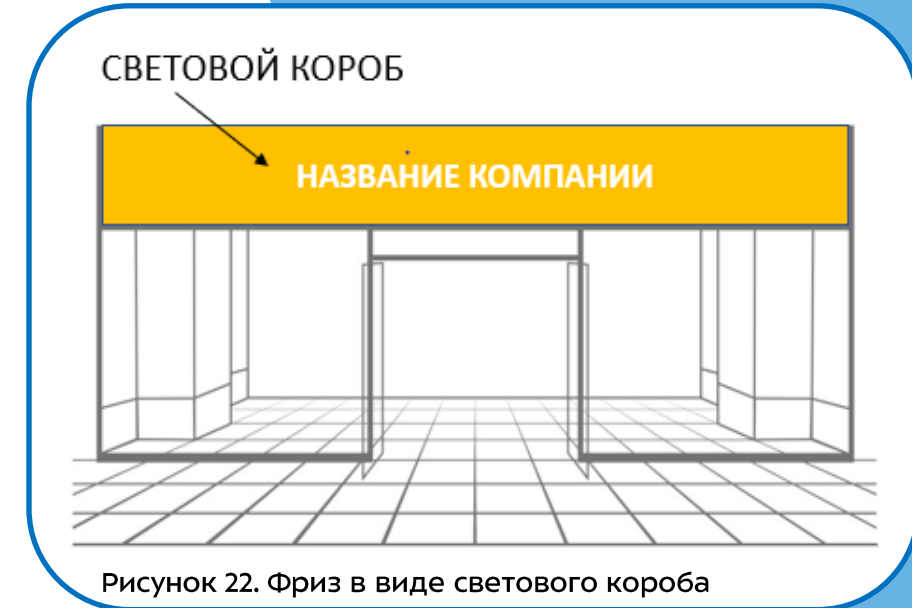 СВЕТОВОЙ КОРОБ
НАЗВАНИЕ КОМПАНИИ
Рисунок 22. Фриз в виде светового короба